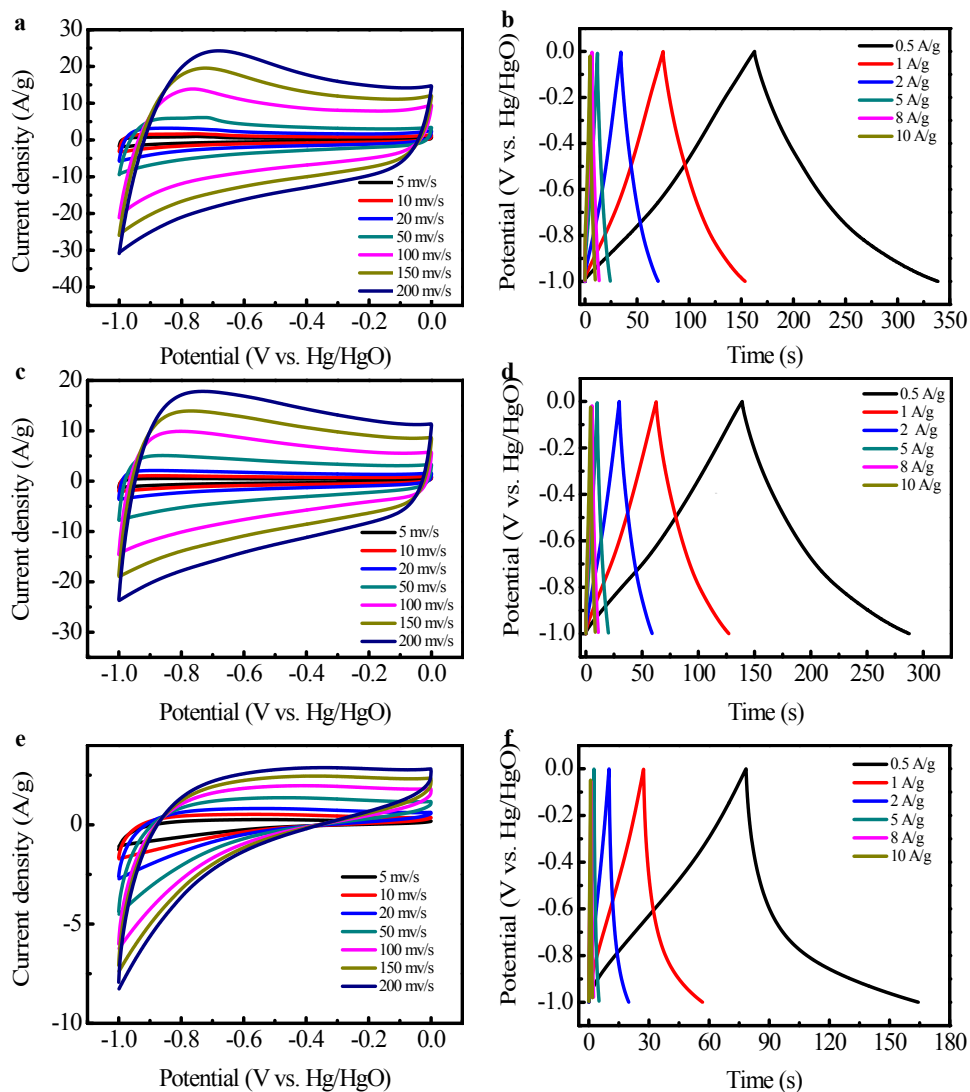 a
Current density (A/g)
30
20
10
0
-10
-20
-30
-40
5 mv/s
10 mv/s
20 mv/s
50 mv/s
100 mv/s
150 mv/s
200 mv/s
-1.0 -0.8 -0.6 -0.4 -0.2 0.0
Potential (V vs. Hg/HgO)
b
Potential (V vs. Hg/HgO)
0.0
-0.2
-0.4
-0.6
-0.8
-1.0
0.5 A/g
1 A/g
2 A/g
5 A/g
8 A/g
10 A/g
0 50 100 150 200 250 300 350
Time (s)
c
Current density (A/g)
20
10
0
-10
-20
-30
5 mv/s
10 mv/s
20 mv/s
50 mv/s
100 mv/s
150 mv/s
200 mv/s
-1.0 -0.8 -0.6 -0.4 -0.2 0.0
Potential (V vs. Hg/HgO)
d
Potential (V vs. Hg/HgO)
0.0
-0.2
-0.4
-0.6
-0.8
-1.0
0.5 A/g
1 A/g
2 A/g
5 A/g
8 A/g
10 A/g
0 50 100 150 200 250 300
Time (s)
e
Current density (A/g)
5
0
-5
-10
5 mv/s
10 mv/s
20 mv/s
50 mv/s
100 mv/s
150 mv/s
200 mv/s
-1.0 -0.8 -0.6 -0.4 -0.2 0.0
Potential (V vs. Hg/HgO)
f
Potential (V vs. Hg/HgO)
0.0
-0.2
-0.4
-0.6
-0.8
-1.0
0.5 A/g
1 A/g
2 A/g
5 A/g
8 A/g
10 A/g
0 30 60 90 120 150 180
Time (s)